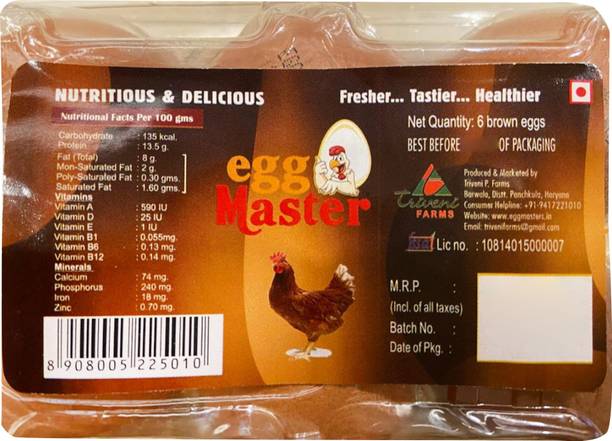 NUTRITIOUS & DELICIOUS
Nutritional Facts Per 100 gms
Carbohydrate : 135 kcal.
Protein : 13.5 g.
Fat (Total) : 8 g.
Mon-Saturated Fat : 2 g.
Poly-Saturated Fat : 0.30 gms.
Saturated Fat : 1.60 gms.
Vitamins
Vitamin A : 590 IU
Vitamin D : 25 IU
Vitamin E : 1 IU
Vitamin B1 : 0.055mg.
Vitamin B6 : 0.13 mg.
Vitamin B12 : 0.14 mg.
Minerals
Calcium : 74 mg.
Phosphorus : 240 mg.
Iron : 18 mg.
Zinc : 0.70 mg.
8 908005 225010
egg
Master
Fresher... Tastier... Healthier
Net Quantity: 6 brown eggs
BEST BEFORE OF PACKAGING
Triveni
FARMS
Produced & Marketed by
Triveni P. Farms
Barwala, Distt. Panchkula, Haryana
Consumer Helpline: +91-9417221010
Website: www.eggmasters.in
Email: trivenifarms@gmail.com
fssai Lic no. : 10814015000007
M.R.P. :
(Incl. of all taxes)
Batch No. :
Date of Pkg. :